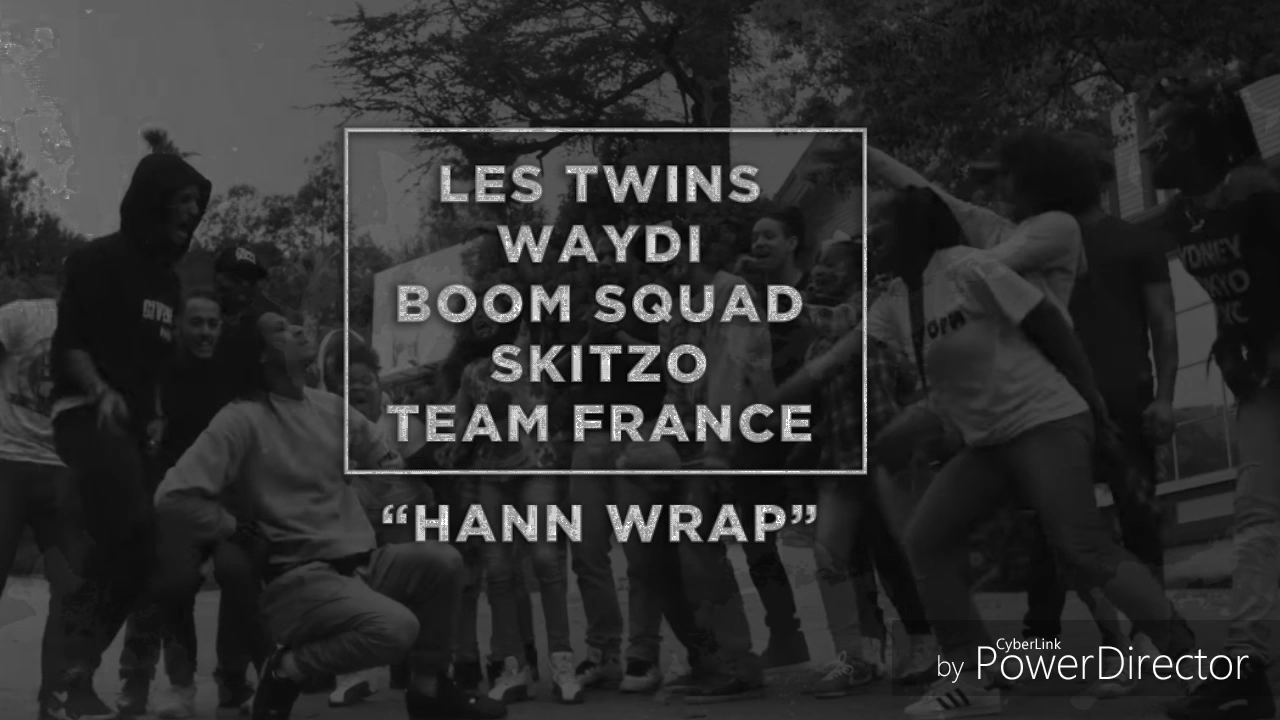 LES TWINS
WAYDI
BOOM SQUAD
SKITZO
TEAM FRANCE
“HANN WRAP”
CyberLink
by PowerDirector